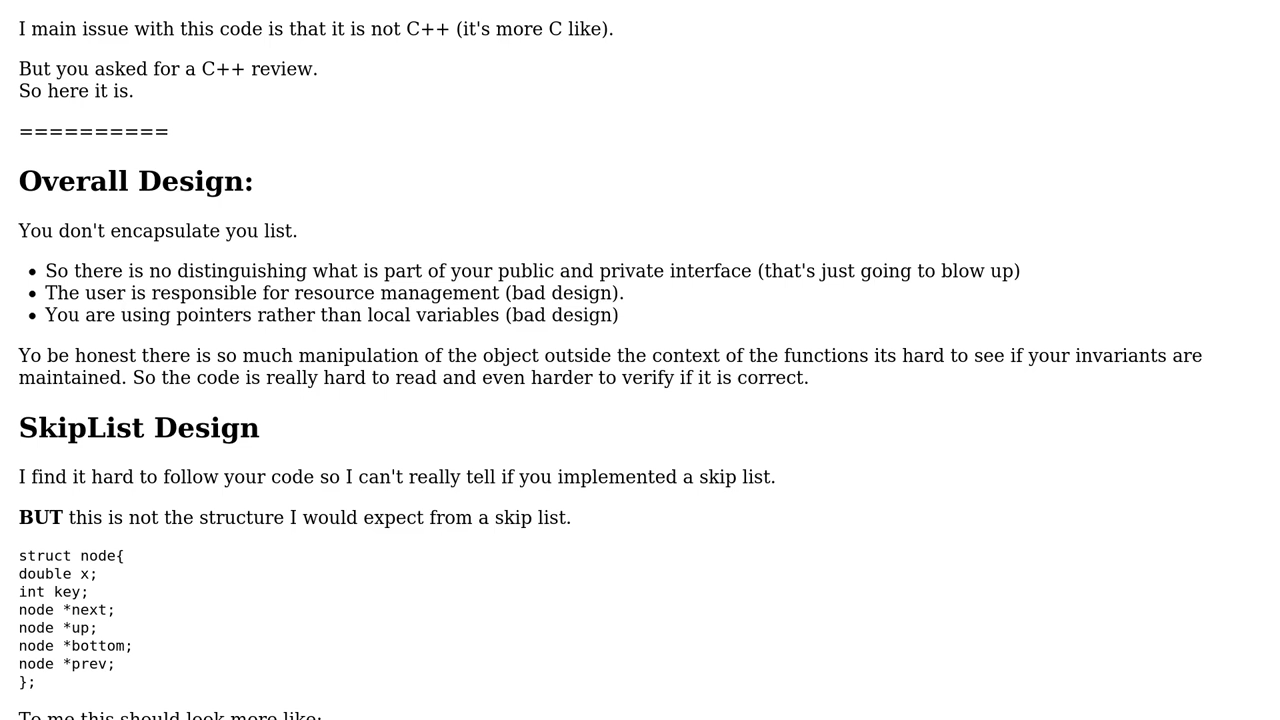 I main issue with this code is that it is not C++ (it's more C like).
But you asked for a C++ review.
So here it is.
==========
Overall Design:
You don't encapsulate you list.
• So there is no distinguishing what is part of your public and private interface (that's just going to blow up)
• The user is responsible for resource management (bad design).
• You are using pointers rather than local variables (bad design)
Yo be honest there is so much manipulation of the object outside the context of the functions its hard to see if your invariants are
maintained. So the code is really hard to read and even harder to verify if it is correct.
SkipList Design
I find it hard to follow your code so I can't really tell if you implemented a skip list.
BUT this is not the structure I would expect from a skip list.
struct node{
double x;
int key;
node *next;
node *up;
node *bottom;
node *prev;
};
To me this should look more like: